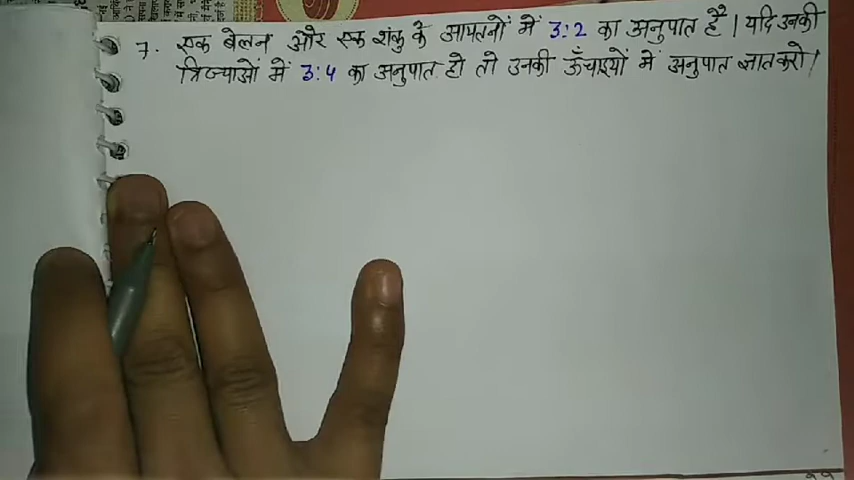 7. एक बेलन और एक शंकु के आयतनों में 3:2 का अनुपात है। यदि उनकी
त्रिज्याओं में 3:4 का अनुपात हो तो उनकी ऊँचाइयों में अनुपात ज्ञात करो।